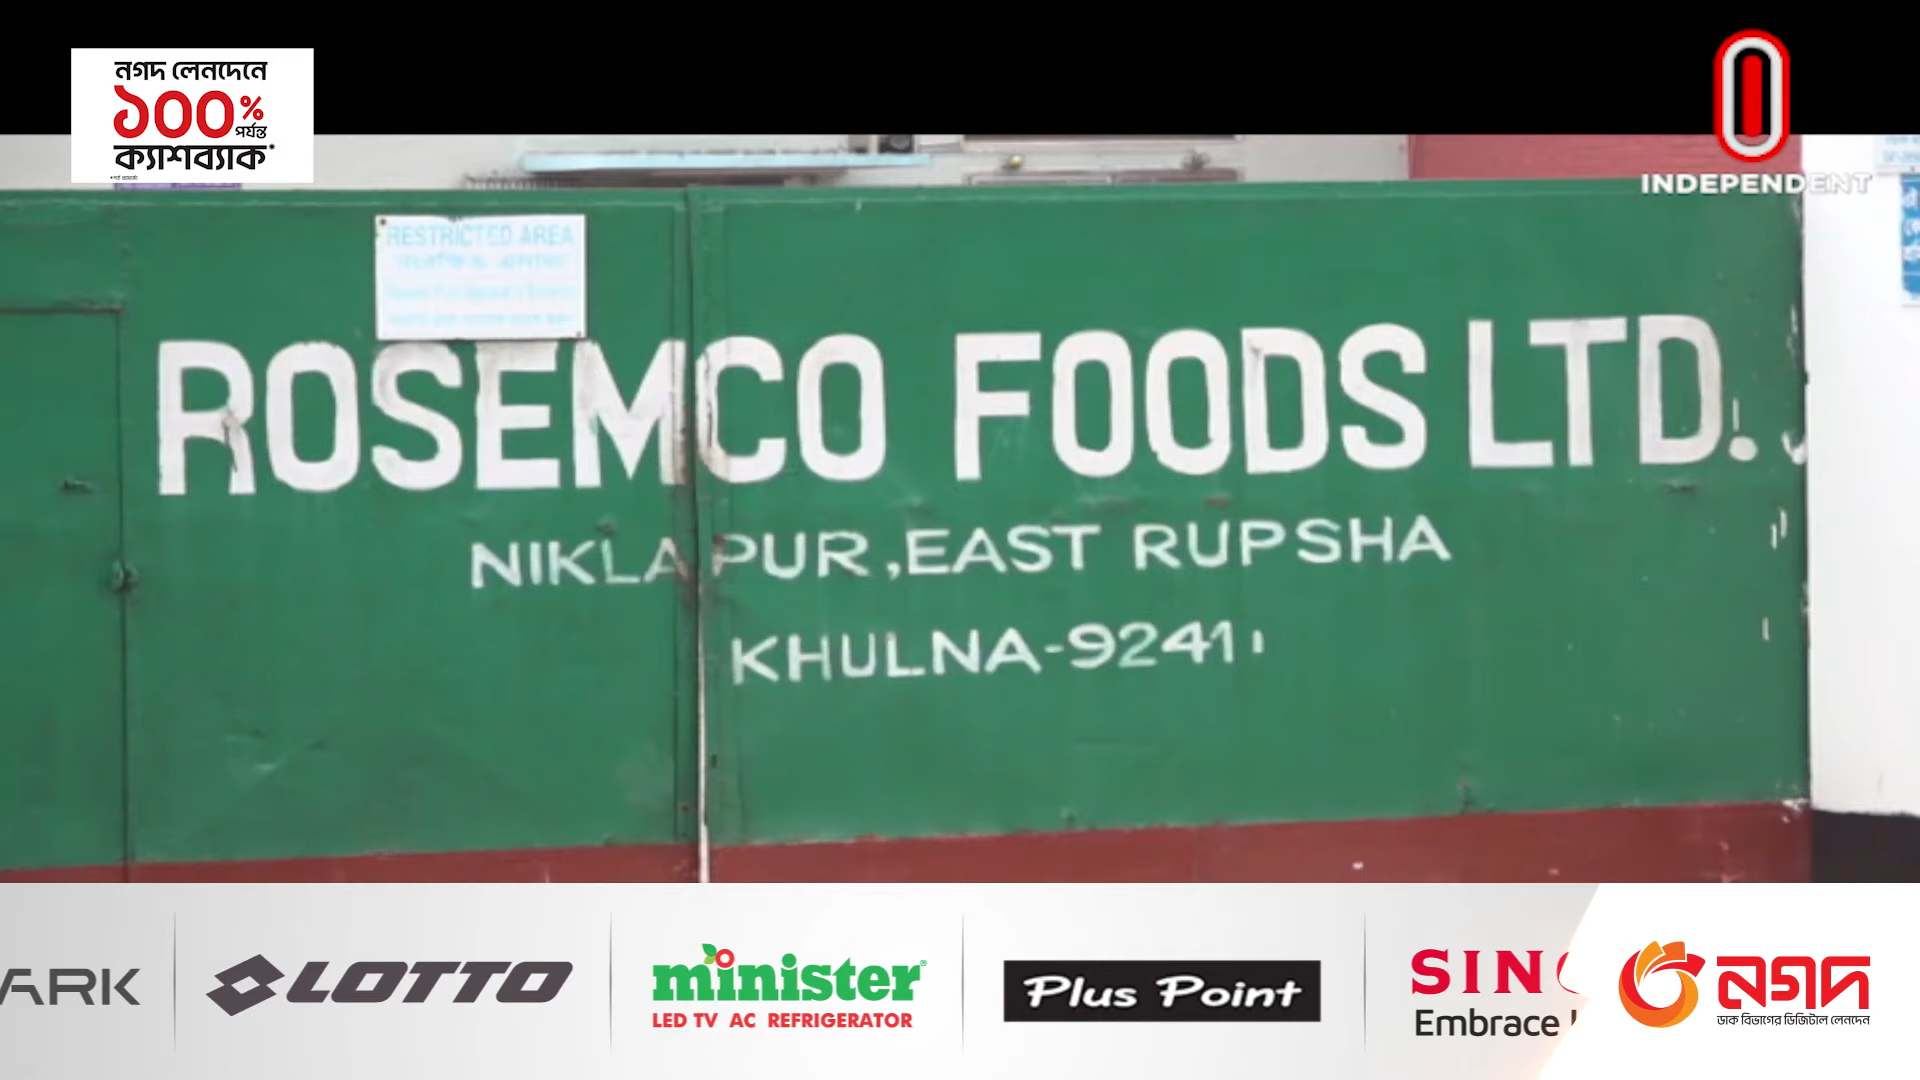 নগদ লেনদেনে
১০০%
পর্যন্ত
ক্যাশব্যাক*
INDEPENDENT
RESTRICTED AREA
ROSEMCO FOODS LTD.
NIKLAPUR, EAST RUPSHA
KHULNA-9241।
ARK
LOTTO
minister
LED TV AC REFRIGERATOR
Plus Point
SIN
Embrace
নগদ
ডাক বিভাগের ডিজিটাল লেনদেন